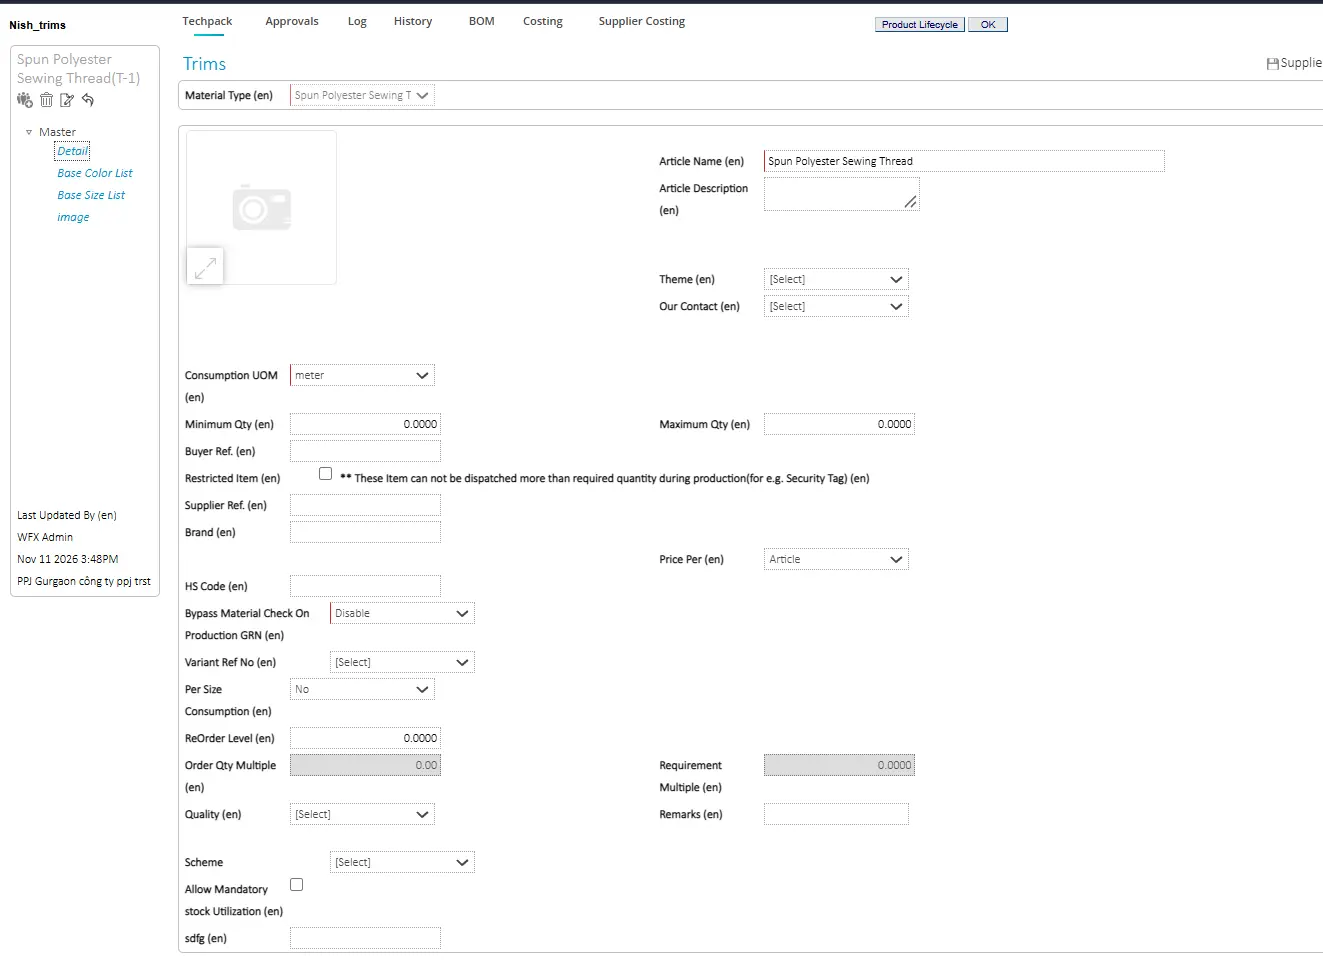 Nish_trims
Techpack Approvals Log History BOM Costing Supplier Costing
Product Lifecycle OK
Spun Polyester
Sewing Thread(T-1)
Master
Detail
Base Color List
Base Size List
image
Last Updated By (en)
WFX Admin
Nov 11 2026 3:48PM
PPJ Gurgaon công ty ppj trst
Trims
Supplie
Material Type (en) Spun Polyester Sewing T
Article Name (en) Spun Polyester Sewing Thread
Article Description
(en)
Theme (en) [Select]
Our Contact (en) [Select]
Consumption UOM meter
(en)
Minimum Qty (en) 0.0000 Maximum Qty (en) 0.0000
Buyer Ref. (en)
Restricted Item (en) ** These Item can not be dispatched more than required quantity during production(for e.g. Security Tag) (en)
Supplier Ref. (en)
Brand (en)
Price Per (en) Article
HS Code (en)
Bypass Material Check On Disable
Production GRN (en)
Variant Ref No (en) [Select]
Per Size No
Consumption (en)
ReOrder Level (en) 0.0000
Order Qty Multiple 0.00 Requirement 0.0000
(en) Multiple (en)
Quality (en) [Select] Remarks (en)
Scheme [Select]
Allow Mandatory
stock Utilization (en)
sdfg (en)